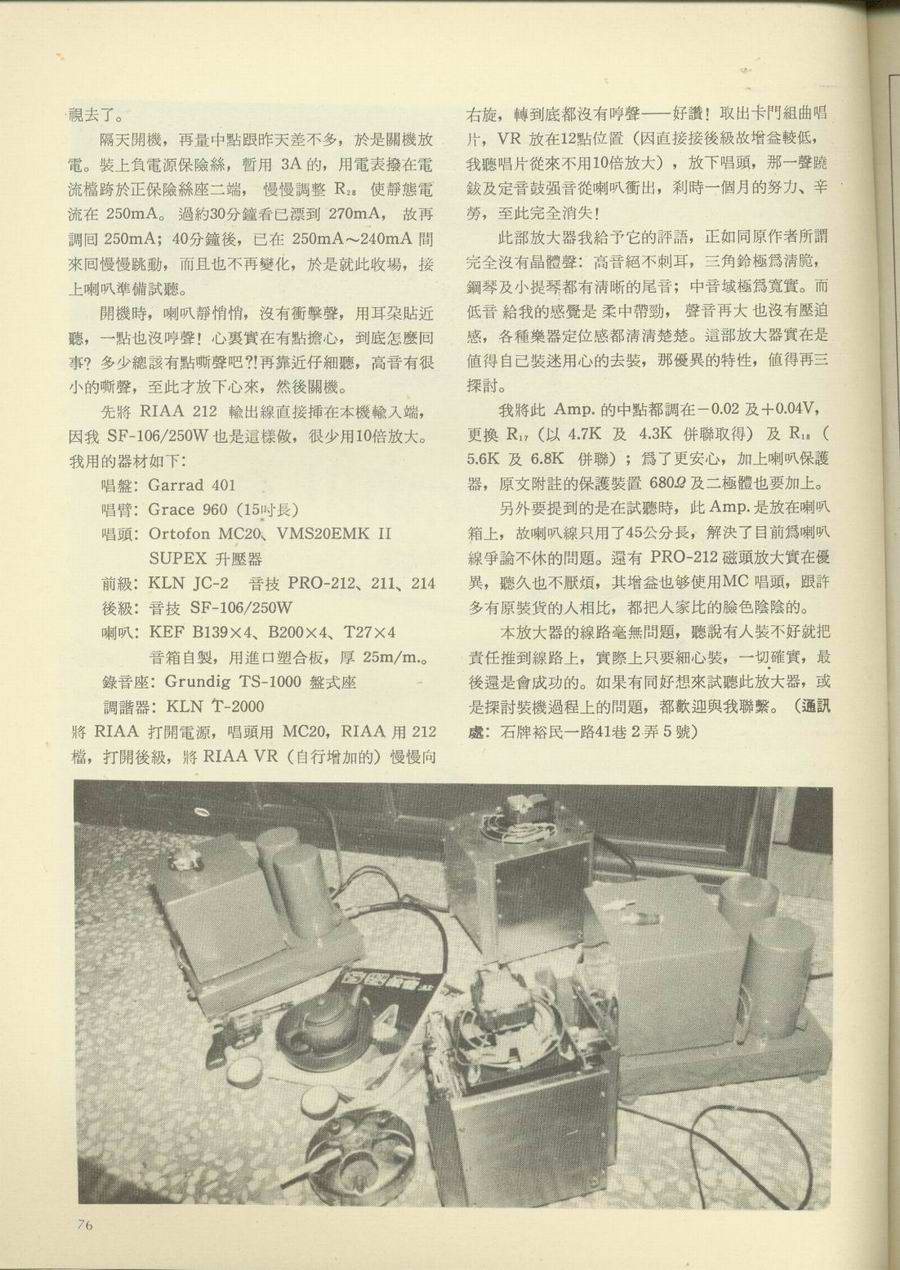 視去了。
隔天開機，再量中點跟昨天差不多，於是關機放
電。裝上負電源保險絲，暫用 3A 的，用電表撥在電
流檔跨於正保險絲座二端， 慢慢調整 R₂₈ 使靜態電
流在 250mA。 過約30分鐘看已漂到 270mA， 故再
調囘 250mA；40分鐘後，已在 250mA～240mA 間
來囘慢慢跳動，而且也不再變化，於是就此收場，接
上喇叭準備試聽。
開機時，喇叭靜悄悄，沒有衝擊聲，用耳朶貼近
聽，一點也沒哼聲！心裏實在有點擔心，到底怎麼囘
事？多少總該有點嘶聲吧?!再靠近仔細聽，高音有很
小的嘶聲，至此才放下心來，然後關機。
先將 RIAA 212 輸出線直接揷在本機輸入端，
因我 SF-106/250W 也是這樣做，很少用10倍放大。
我用的器材如下：
唱盤：Garrad 401
唱臂：Grace 960 (15吋長)
唱頭：Ortofon MC20、VMS20EMK II
SUPEX 升壓器
前級：KLN JC-2 音技 PRO-212、211、214
後級：音技 SF-106/250W
喇叭：KEF B139×4、B200×4、T27×4
音箱自製，用進口塑合板，厚 25m/m.。
錄音座：Grundig TS-1000 盤式座
調諧器：KLN T-2000
將 RIAA 打開電源，唱頭用 MC20，RIAA 用 212
檔，打開後級，將 RIAA VR（自行增加的）慢慢向
右旋，轉到底都沒有哼聲——好讚！取出卡門組曲唱
片，VR 放在12點位置（因直接接後級故增益較低，
我聽唱片從來不用10倍放大），放下唱頭，那一聲鐃
鈸及定音鼓强音從喇叭衝出，刹時一個月的努力、辛
勞，至此完全消失！
此部放大器我給予它的評語，正如同原作者所謂
完全沒有晶體聲：高音絕不刺耳，三角鈴極爲清脆，
鋼琴及小提琴都有清晰的尾音；中音域極爲寬實。而
低音 給我的感覺是 柔中帶勁， 聲音再大 也沒有壓迫
感，各種樂器定位感都淸淸楚楚。這部放大器實在是
値得自己裝迷用心的去裝，那優異的特性，値得再三
探討。
我將此 Amp. 的中點都調在－0.02 及＋0.04V，
更換 R₁₇（以 4.7K 及 4.3K 併聯取得）及 R₁₈（
5.6K 及 6.8K 併聯）；爲了更安心，加上喇叭保護
器，原文附註的保護裝置 680Ω 及二極體也要加上。
另外要提到的是在試聽時，此 Amp. 是放在喇叭
箱上，故喇叭線只用了45公分長，解決了目前爲喇叭
線爭論不休的問題。還有 PRO-212 磁頭放大實在優
異，聽久也不厭煩，其增益也够使用MC 唱頭，跟許
多有原裝貨的人相比，都把人家比的臉色陰陰的。
本放大器的線路毫無問題，聽說有人裝不好就把
責任推到線路上，實際上只要細心裝，一切確實，最
後還是會成功的。如果有同好想來試聽此放大器，或
是探討裝機過程上的問題，都歡迎與我聯繫。（通訊
處：石牌裕民一路41巷 2 弄 5 號）
76